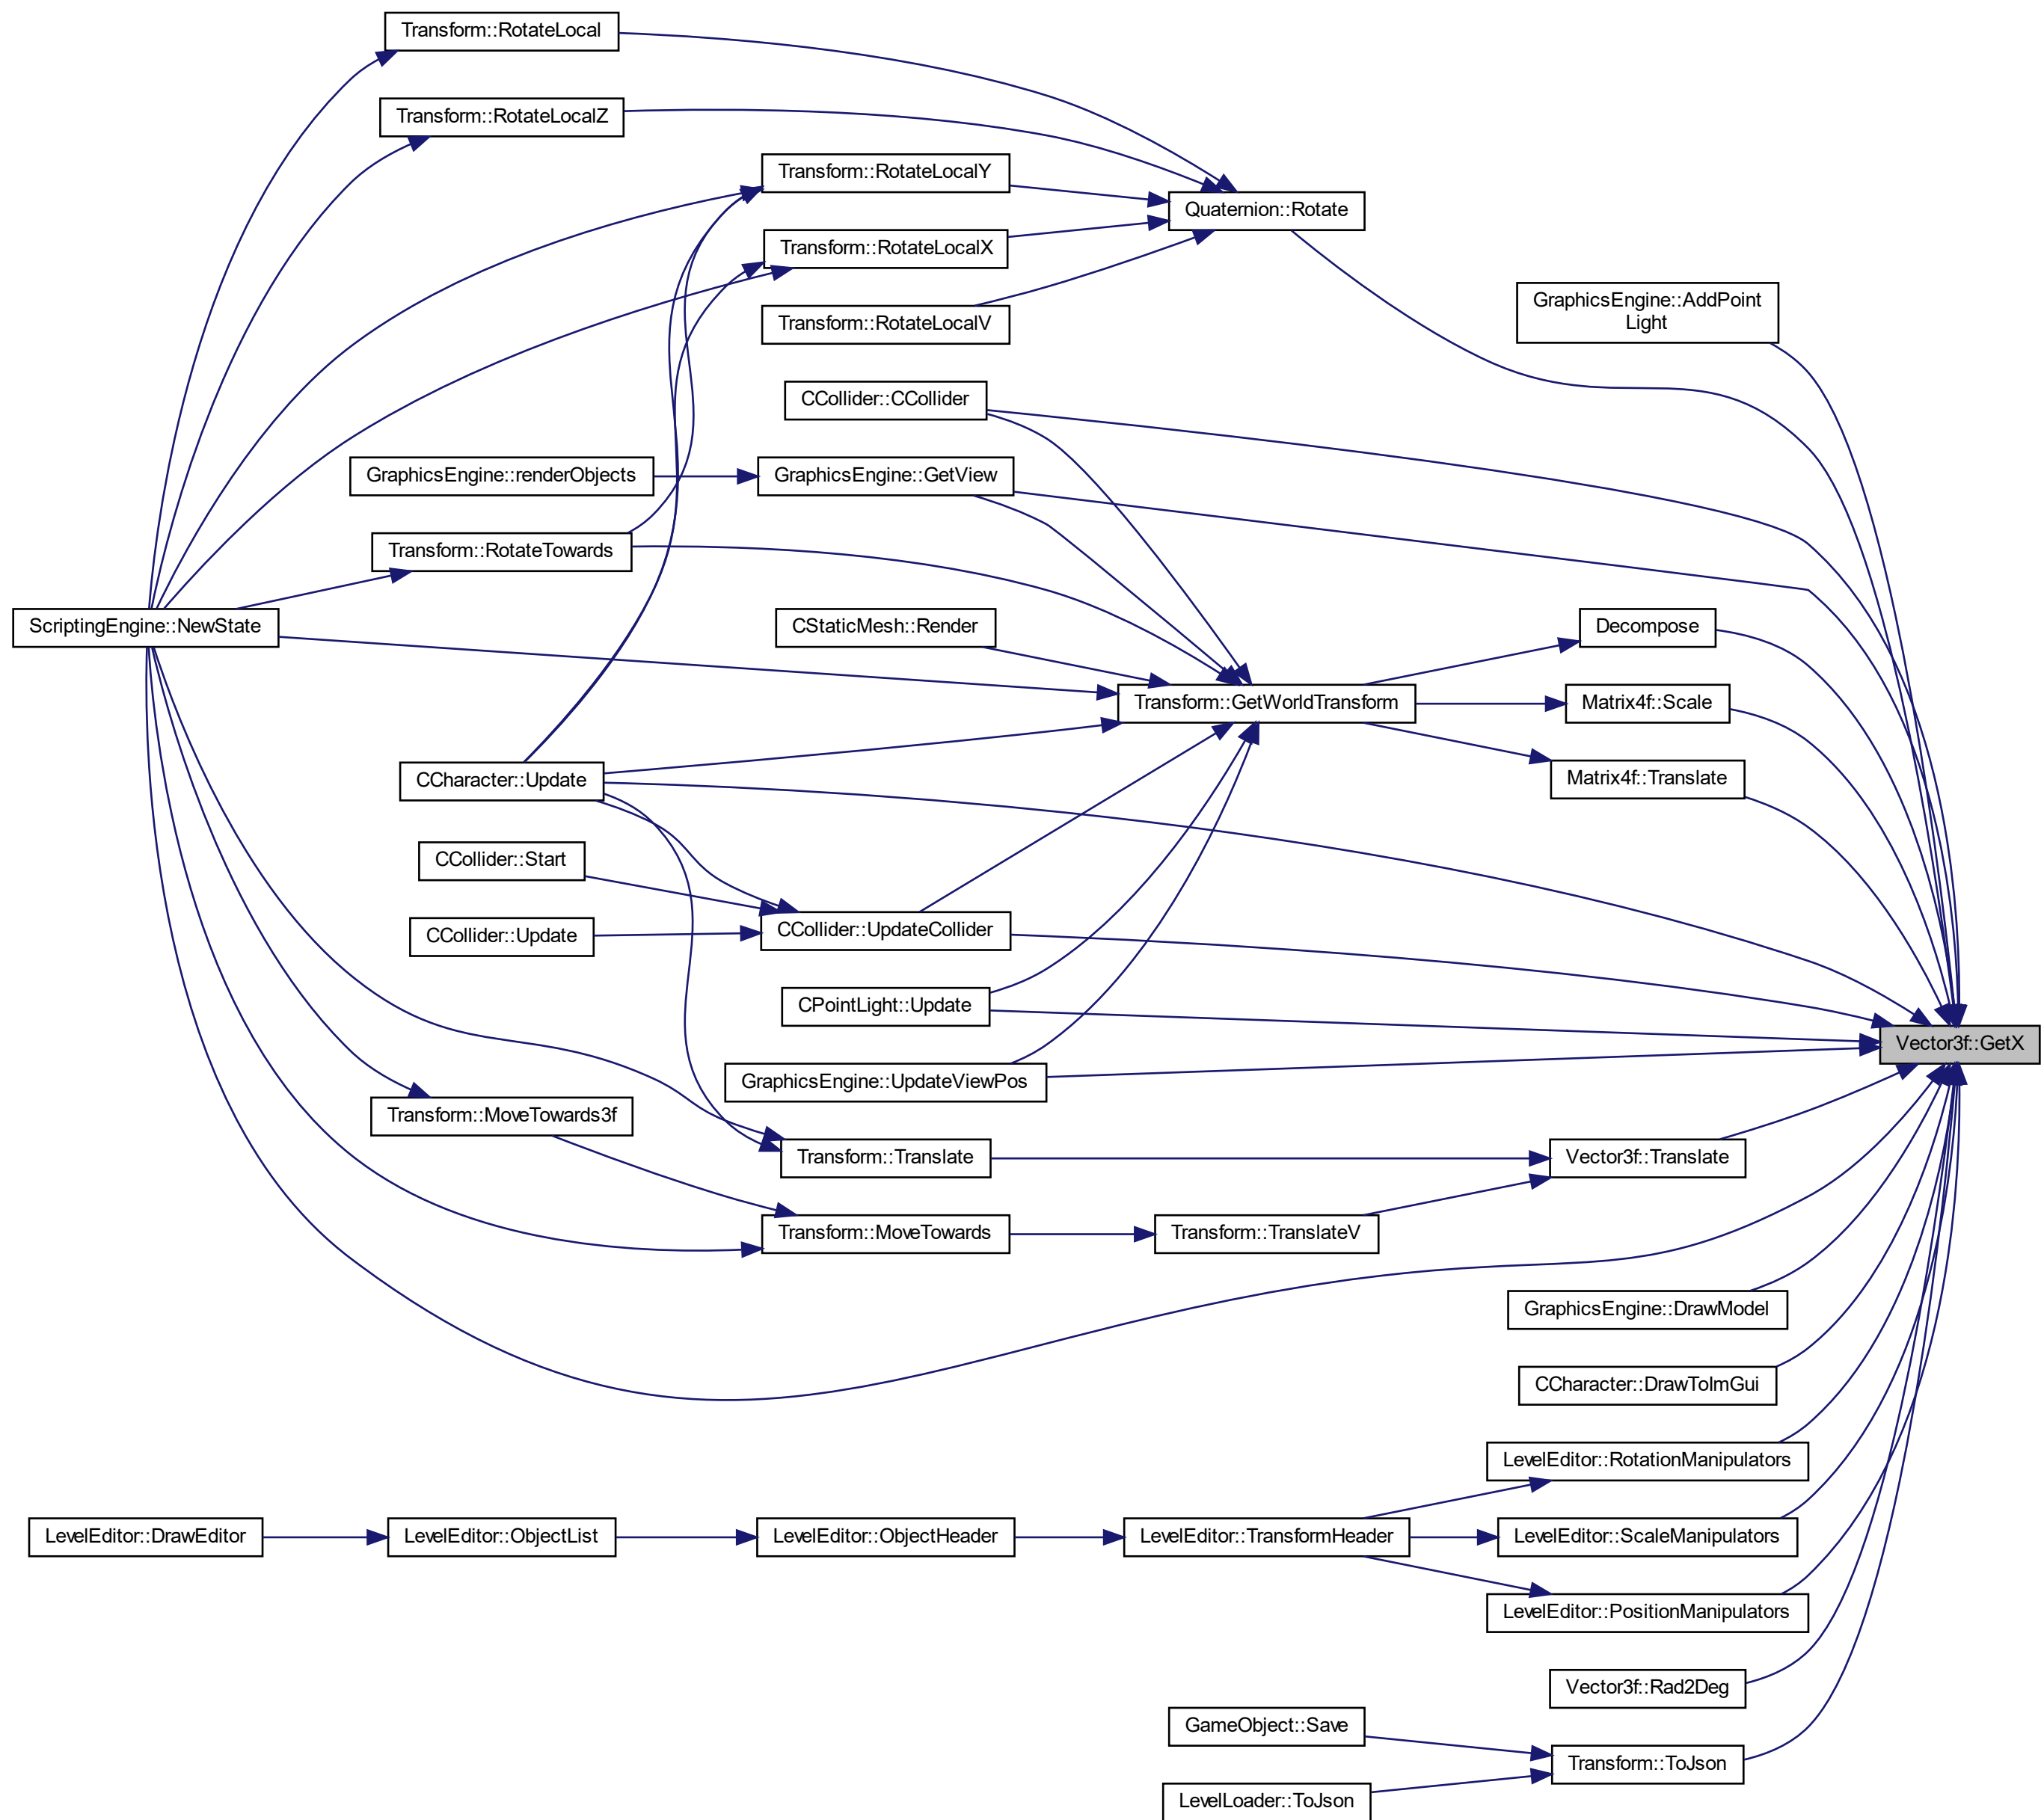 Transform::RotateLocal
Transform::RotateLocalZ
Transform::RotateLocalY
Quaternion::Rotate
Transform::RotateLocalX
GraphicsEngine::AddPoint
Light
Transform::RotateLocalV
CCollider::CCollider
GraphicsEngine::renderObjects
GraphicsEngine::GetView
Transform::RotateTowards
ScriptingEngine::NewState
CStaticMesh::Render
Decompose
Transform::GetWorldTransform
Matrix4f::Scale
CCharacter::Update
Matrix4f::Translate
CCollider::Start
CCollider::Update
CCollider::UpdateCollider
CPointLight::Update
Vector3f::GetX
GraphicsEngine::UpdateViewPos
Transform::MoveTowards3f
Transform::Translate
Vector3f::Translate
Transform::MoveTowards
Transform::TranslateV
GraphicsEngine::DrawModel
CCharacter::DrawToImGui
LevelEditor::RotationManipulators
LevelEditor::DrawEditor
LevelEditor::ObjectList
LevelEditor::ObjectHeader
LevelEditor::TransformHeader
LevelEditor::ScaleManipulators
LevelEditor::PositionManipulators
Vector3f::Rad2Deg
GameObject::Save
Transform::ToJson
LevelLoader::ToJson